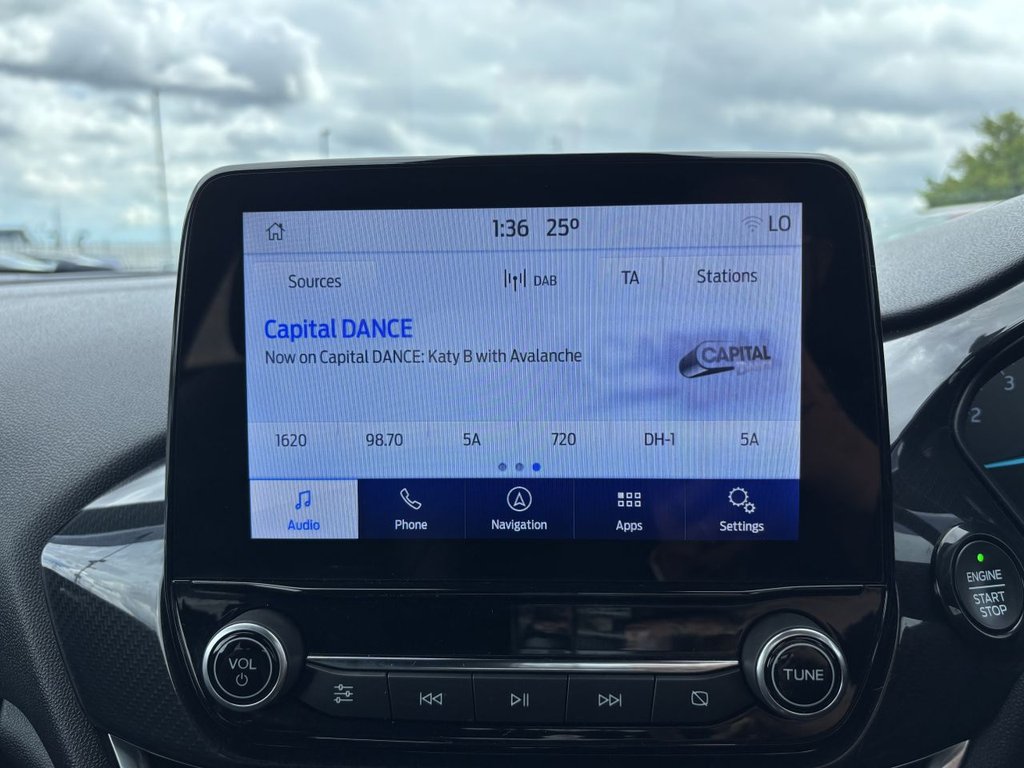 1:36 25º LO
Sources DAB TA Stations
Capital DANCE
Now on Capital DANCE: Katy B with Avalanche
CAPITAL
1620 98.70 5A 720 DH-1 5A
Audio Phone Navigation Apps Settings
3
2
ENGINE
START
STOP
VOL
TUNE